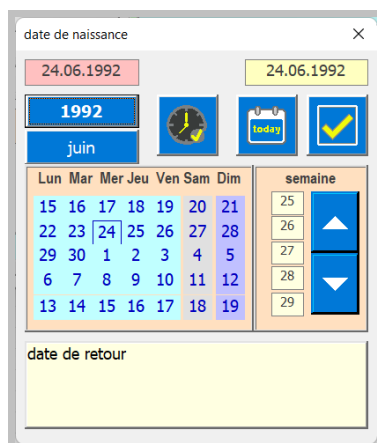 date de naissance
24.06.1992 24.06.1992
1992
today
juin
Lun Mar Mer Jeu Ven Sam Dim semaine
15 16 17 18 19 20 21 25
22 23 24 25 26 27 28 26
29 30 1 2 3 4 5 27
6 7 8 9 10 11 12 28
13 14 15 16 17 18 19 29
date de retour